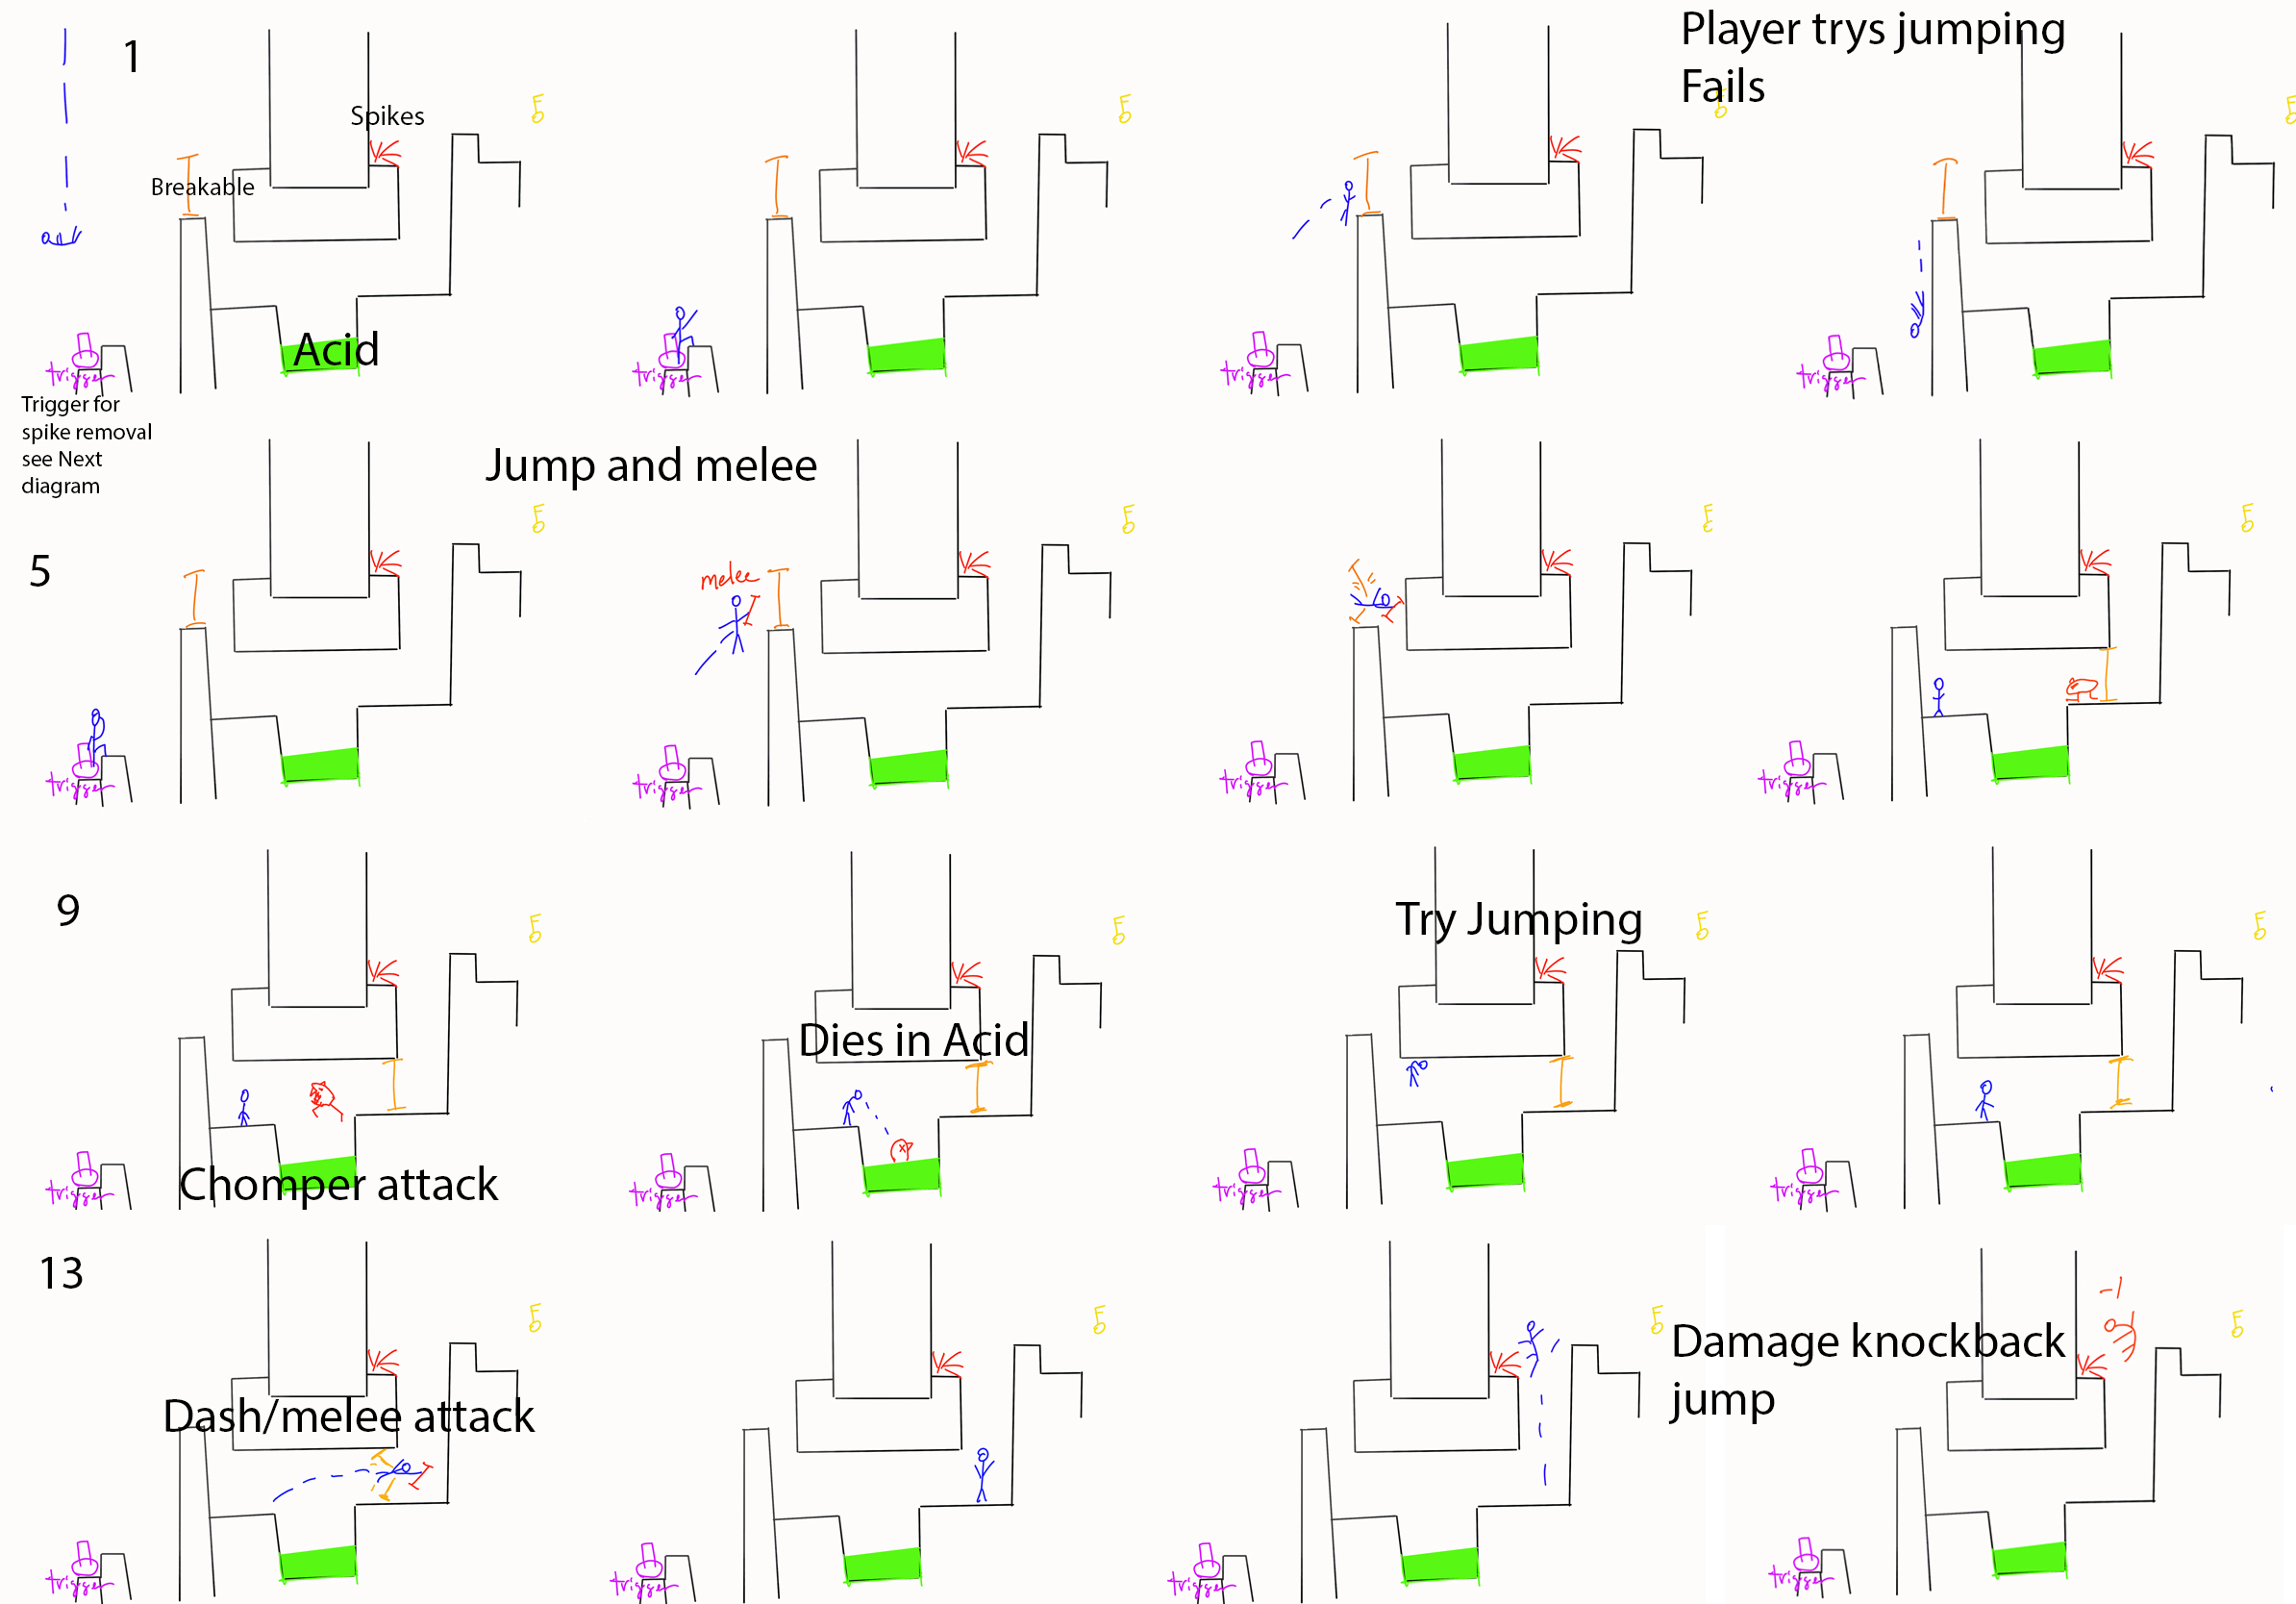 1
Player trys jumping
Fails
Spikes
Breakable
Acid
trigger
trigger
trigger
trigger
Trigger for
spike removal
see Next
diagram
Jump and melee
5
melee
trigger
trigger
trigger
trigger
9
Try Jumping
Dies in Acid
Chomper attack
trigger
trigger
trigger
trigger
13
-1
Damage knockback
jump
Dash/melee attack
trigger
trigger
trigger
trigger